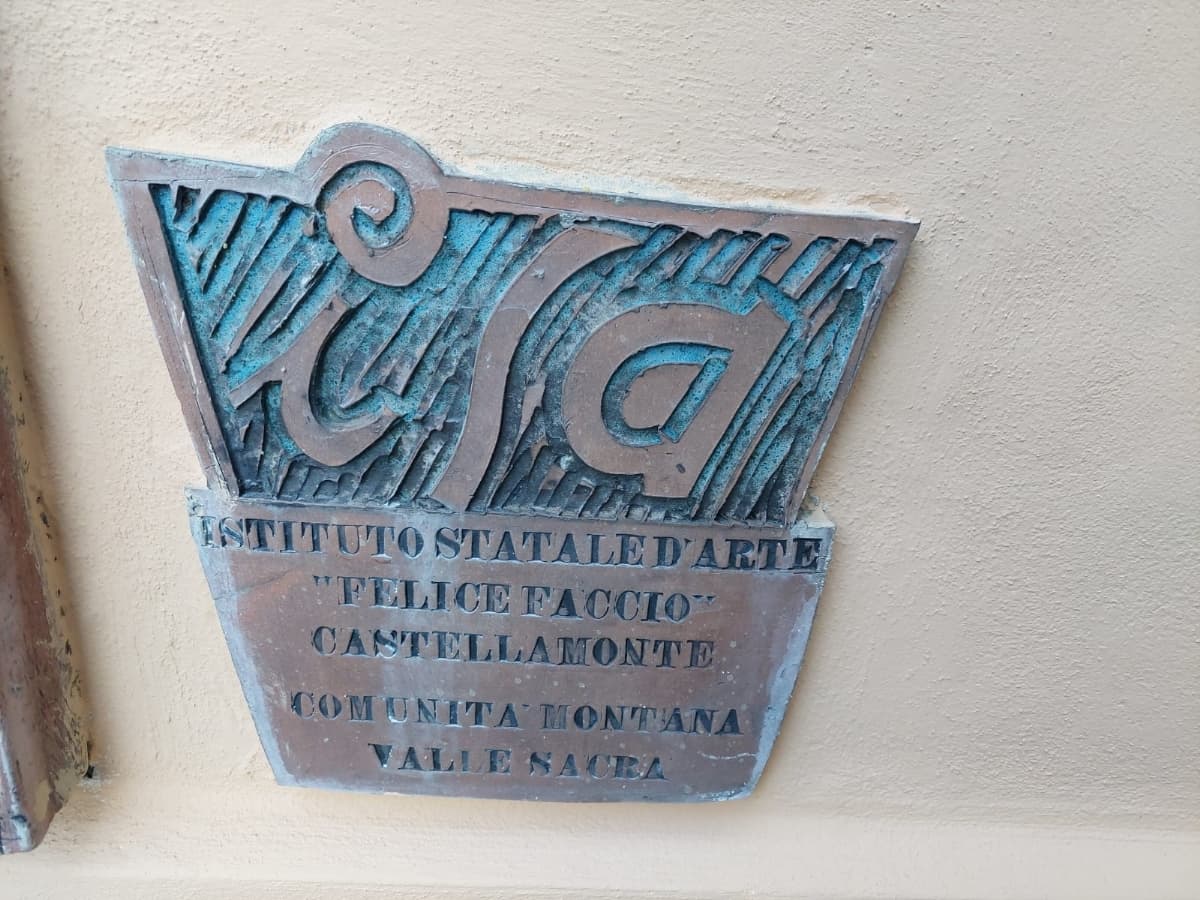 isa
ISTITUTO STATALE D'ARTE
"FELICE FACCIO"
CASTELLAMONTE
COMUNITA' MONTANA
VALLE SACRA